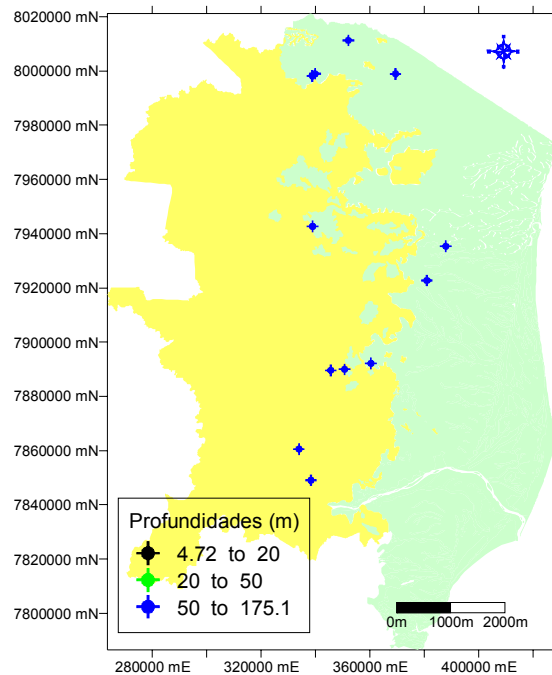 8020000 mN
8000000 mN
7980000 mN
7960000 mN
7940000 mN
7920000 mN
7900000 mN
7880000 mN
7860000 mN
7840000 mN
7820000 mN
7800000 mN
Profundidades (m)
4.72 to 20
20 to 50
50 to 175.1
0m 1000m 2000m
280000 mE 320000 mE 360000 mE 400000 mE